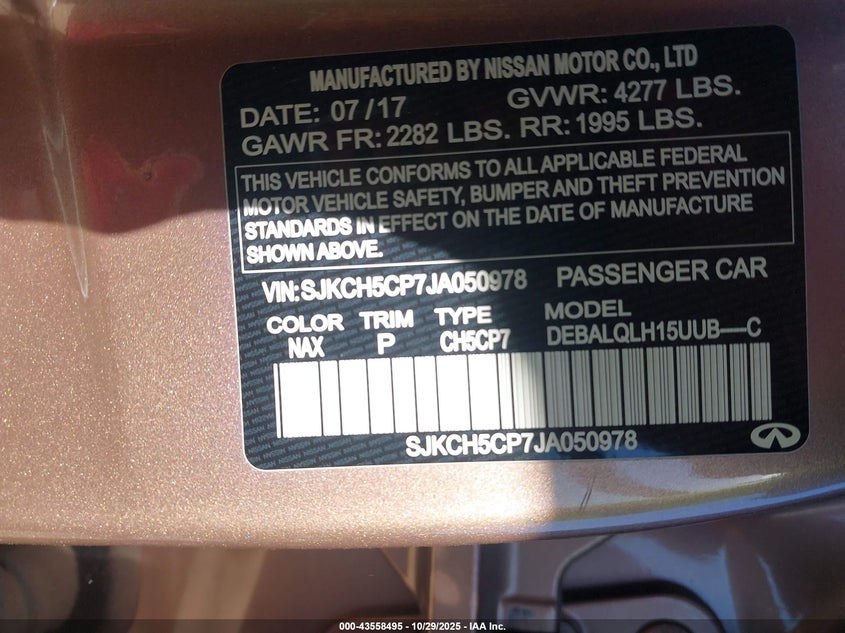 MANUFACTURED BY NISSAN MOTOR CO., LTD
DATE: 07 / 17 GVWR: 4277 LBS.
GAWR FR: 2282 LBS. RR: 1995 LBS.
THIS VEHICLE CONFORMS TO ALL APPLICABLE FEDERAL
MOTOR VEHICLE SAFETY, BUMPER AND THEFT PREVENTION
STANDARDS IN EFFECT ON THE DATE OF MANUFACTURE
SHOWN ABOVE.
VIN: SJKCH5CP7JA050978 PASSENGER CAR
COLOR TRIM TYPE MODEL
NAX P CH5CP7 DEBALQLH15UUB----C
SJKCH5CP7JA050978
000-43558495 - 10/29/2025 - IAA Inc.